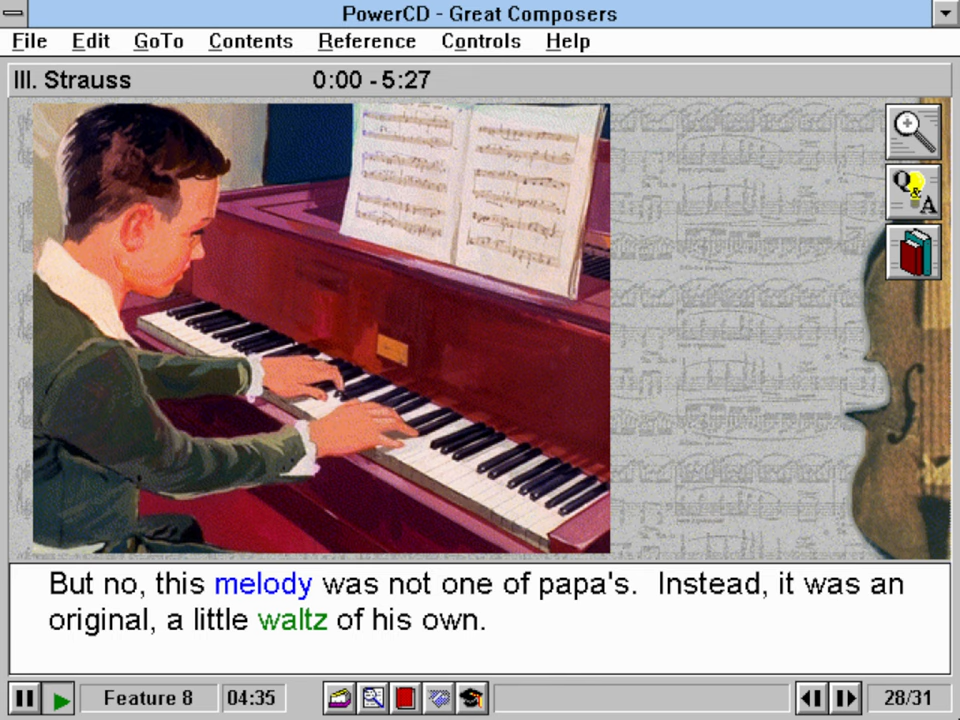 PowerCD - Great Composers
File Edit GoTo Contents Reference Controls Help
III. Strauss 0:00 - 5:27
Q & A
But no, this melody was not one of papa's. Instead, it was an
original, a little waltz of his own.
Feature 8 04:35 28/31